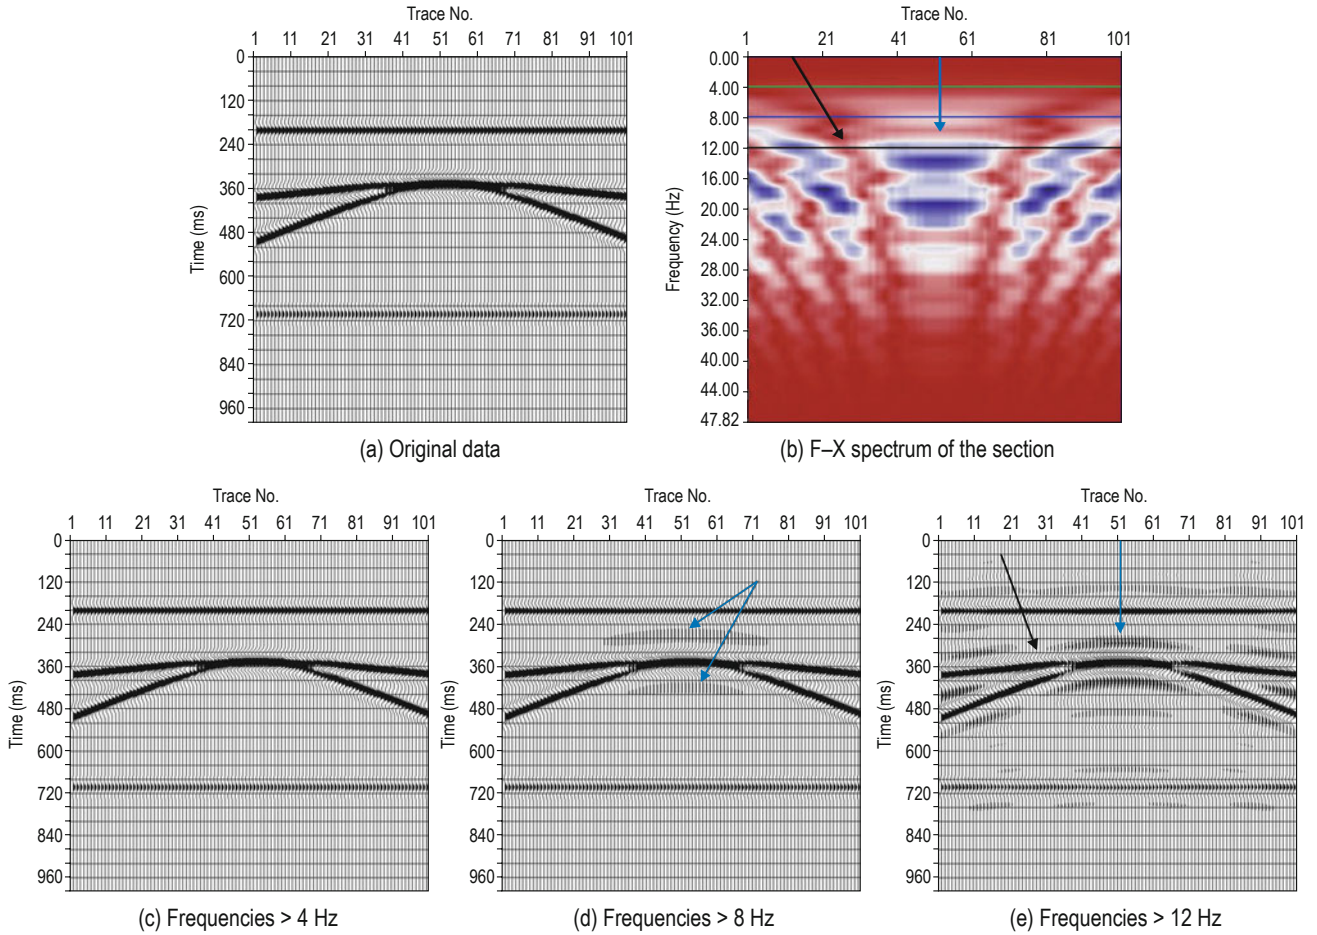 Trace No.
1 11 21 31 41 51 61 71 81 91 101
0
120
240
360
480
600
720
840
960
Time (ms)
(a) Original data
Trace No.
1 21 41 61 81 101
0.00
4.00
8.00
12.00
16.00
20.00
24.00
28.00
32.00
36.00
40.00
44.00
47.82
Frequency (Hz)
(b) F–X spectrum of the section
Trace No.
1 11 21 31 41 51 61 71 81 91 101
0
120
240
360
480
600
720
840
960
Time (ms)
(c) Frequencies > 4 Hz
Trace No.
1 11 21 31 41 51 61 71 81 91 101
0
120
240
360
480
600
720
840
960
Time (ms)
(d) Frequencies > 8 Hz
Trace No.
1 11 21 31 41 51 61 71 81 91 101
0
120
240
360
480
600
720
840
960
Time (ms)
(e) Frequencies > 12 Hz